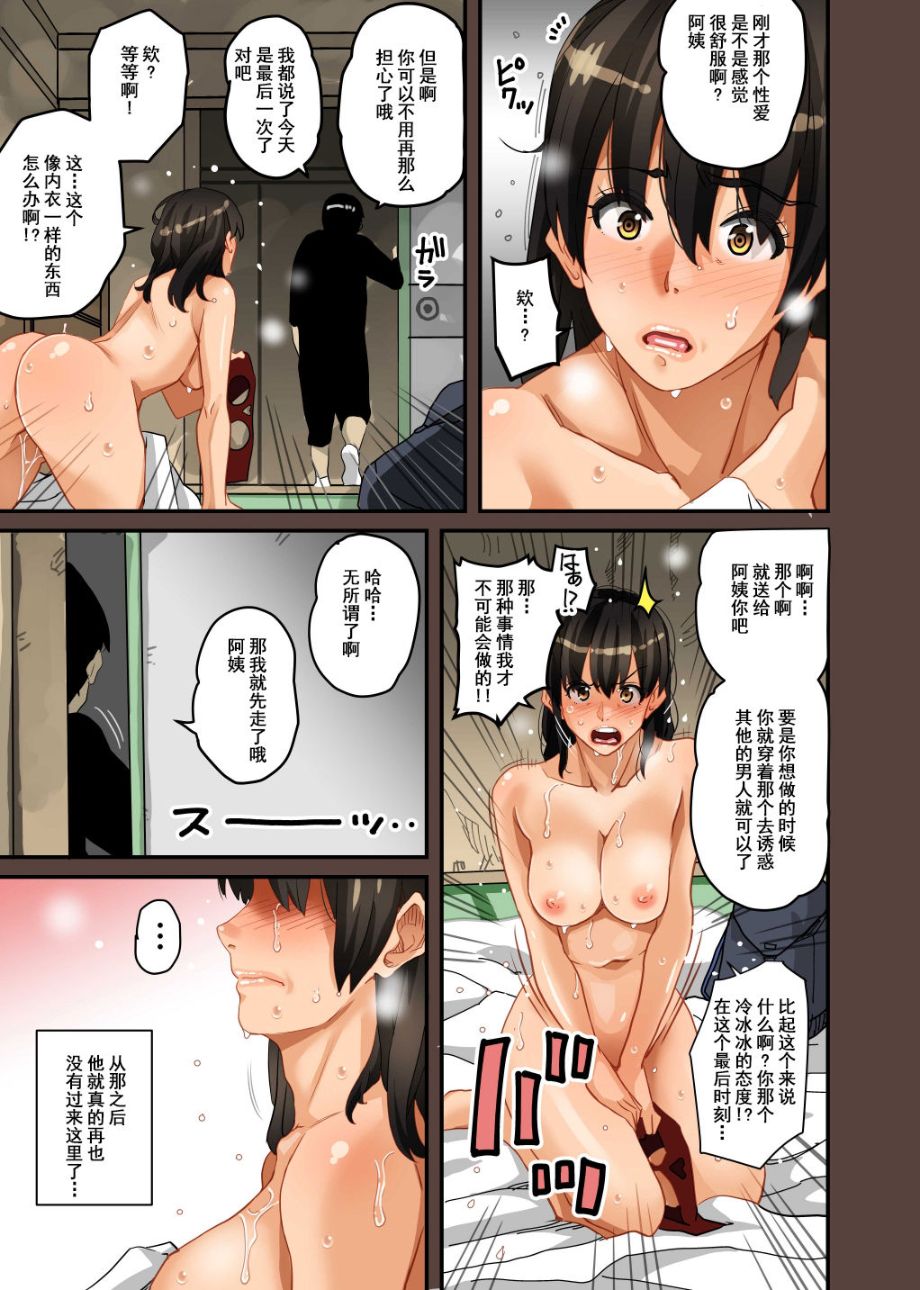 刚才那个性爱
是不是感觉
很舒服啊?
阿姨
ピクッ
欸…?
但是啊
你可以不用再那么
担心了哦
我都说了今天
是最后一次了
对吧
ガラ
欸?
等等啊!
这…这个
像内衣一样的东西
怎么办啊!?
啊啊…
那个啊
就送给
阿姨你吧
要是你想做的时候
你就穿着那个去诱惑
其他的男人就可以了
はぁ!?
那…
那种事情我才
不可能会做的!!
比起这个来说
什么啊?你那个
冷冰冰的态度!?
在这个最后时刻…
哈哈…
无所谓了啊
那我就先走了哦
阿姨
スーッ‥
…
从那之后
他就真的再也
没有过来这里了…